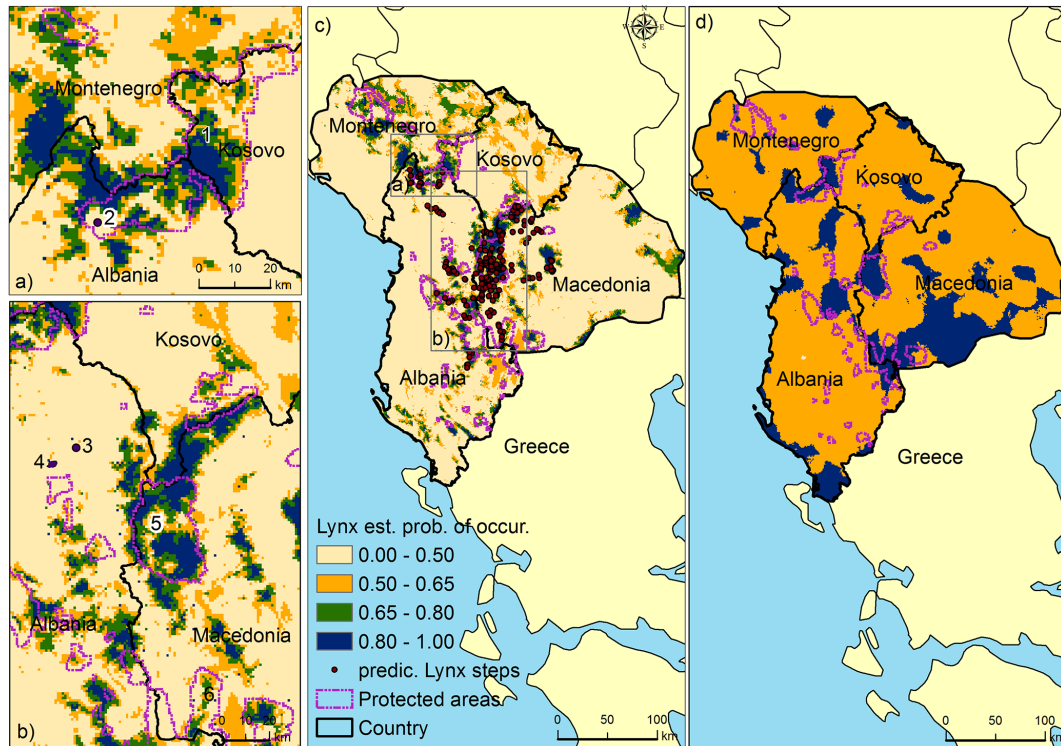 Montenegro
1
Kosovo
2
Albania
0 10 20
km
a)
Kosovo
3
4
5
Albania
Macedonia
6
0 10 20
km
b)
c)
N
W E
S
Montenegro
Kosovo
a)
Macedonia
b)
Albania
Greece
Lynx est. prob. of occur.
0.00 - 0.50
0.50 - 0.65
0.65 - 0.80
0.80 - 1.00
predic. Lynx steps
Protected areas
Country
0 50 100
km
d)
Montenegro
Kosovo
Macedonia
Albania
Greece
0 50 100
km